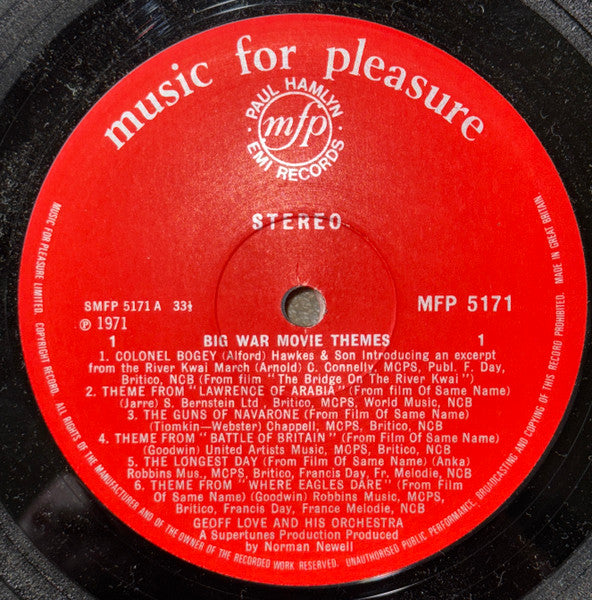 music for pleasure
PAUL HAMLYN
mfp
EMI RECORDS
STEREO
SMFP 5171 A 33⅓
MFP 5171
℗ 1971
1 BIG WAR MOVIE THEMES 1
1. COLONEL BOGEY (Alford) Hawkes & Son Introducing an excerpt
from the River Kwai March (Arnold) C. Connelly, MCPS, Publ. F. Day,
Britico, NCB (From film "The Bridge On The River Kwai")
2. THEME FROM "LAWRENCE OF ARABIA" (From film Of Same Name)
(Jarre) S. Bernstein Ltd , Britico, MCPS, World Music, NCB
3. THE GUNS OF NAVARONE (From Film Of Same Name)
(Tiomkin—Webster) Chappell, MCPS, Britico, NCB
4. THEME FROM "BATTLE OF BRITAIN" (From Film Of Same Name)
(Goodwin) United Artists Music, MCPS, Britico, NCB
5. THE LONGEST DAY (From Film Of Same Name) (Anka)
Robbins Mus., MCPS, Britico, Francis Day, Fr. Melodie, NCB
6. THEME FROM "WHERE EAGLES DARE" (From Film
Of Same Name) (Goodwin) Robbins Music, MCPS,
Britico, Francis Day, France Melodie, NCB
GEOFF LOVE AND HIS ORCHESTRA
A Supertunes Production Produced
by Norman Newell
MUSIC FOR PLEASURE LIMITED. COPYRIGHT RECORD. ALL RIGHTS OF THE MANUFACTURER AND OF THE OWNER OF THE RECORDED WORK RESERVED. UNAUTHORISED PUBLIC PERFORMANCE, BROADCASTING AND COPYING OF THIS RECORD PROHIBITED. MADE IN GREAT BRITAIN